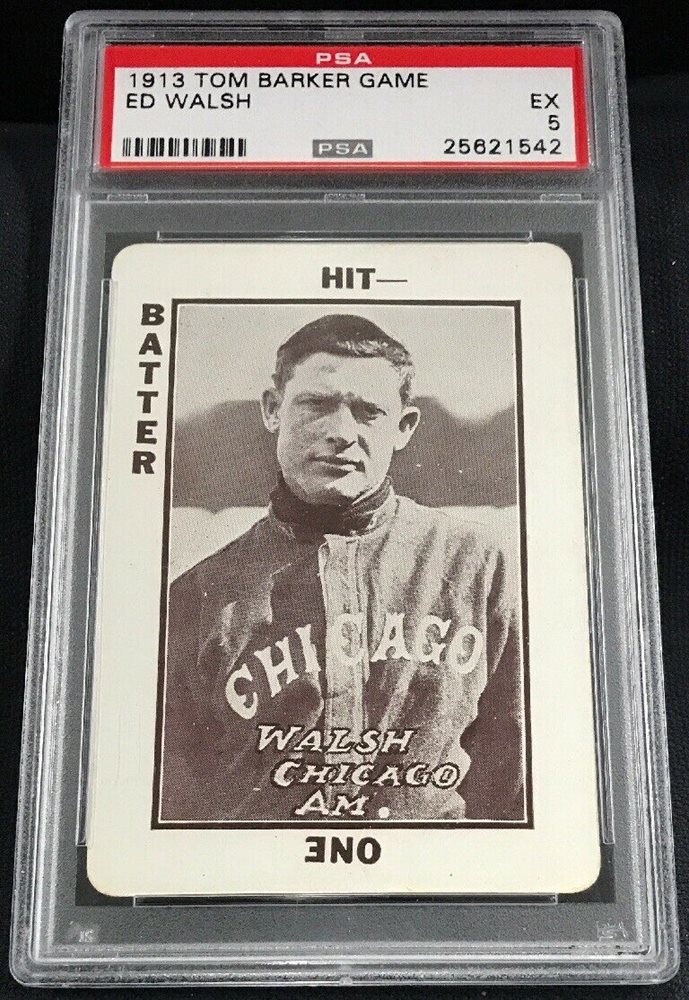 PSA
1913 TOM BARKER GAME
ED WALSH EX
5
PSA 25621542
HIT—
BATTER
CHICAGO
WALSH
CHICAGO
AM.
ONE